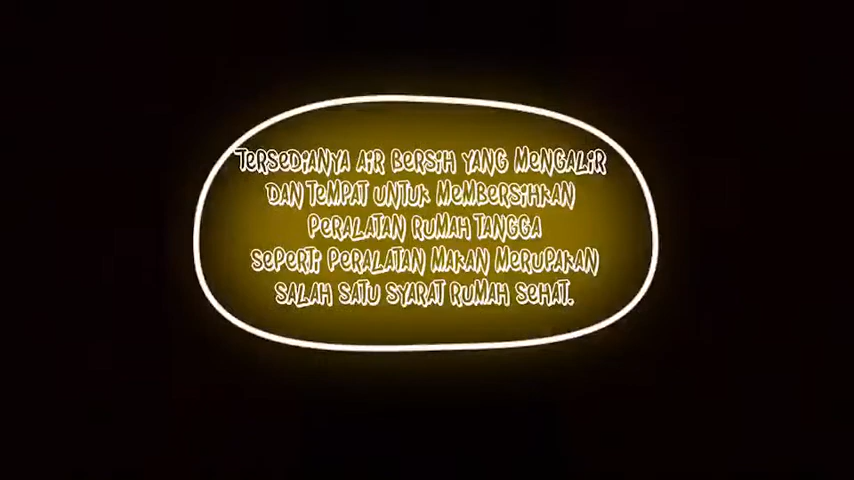 TERSEDIANYA AIR BERSIH YANG MENGALIR
DAN TEMPAT UNTUK MEMBERSIHKAN
PERALATAN RUMAH TANGGA
SEPERTI PERALATAN MAKAN MERUPAKAN
SALAH SATU SYARAT RUMAH SEHAT.